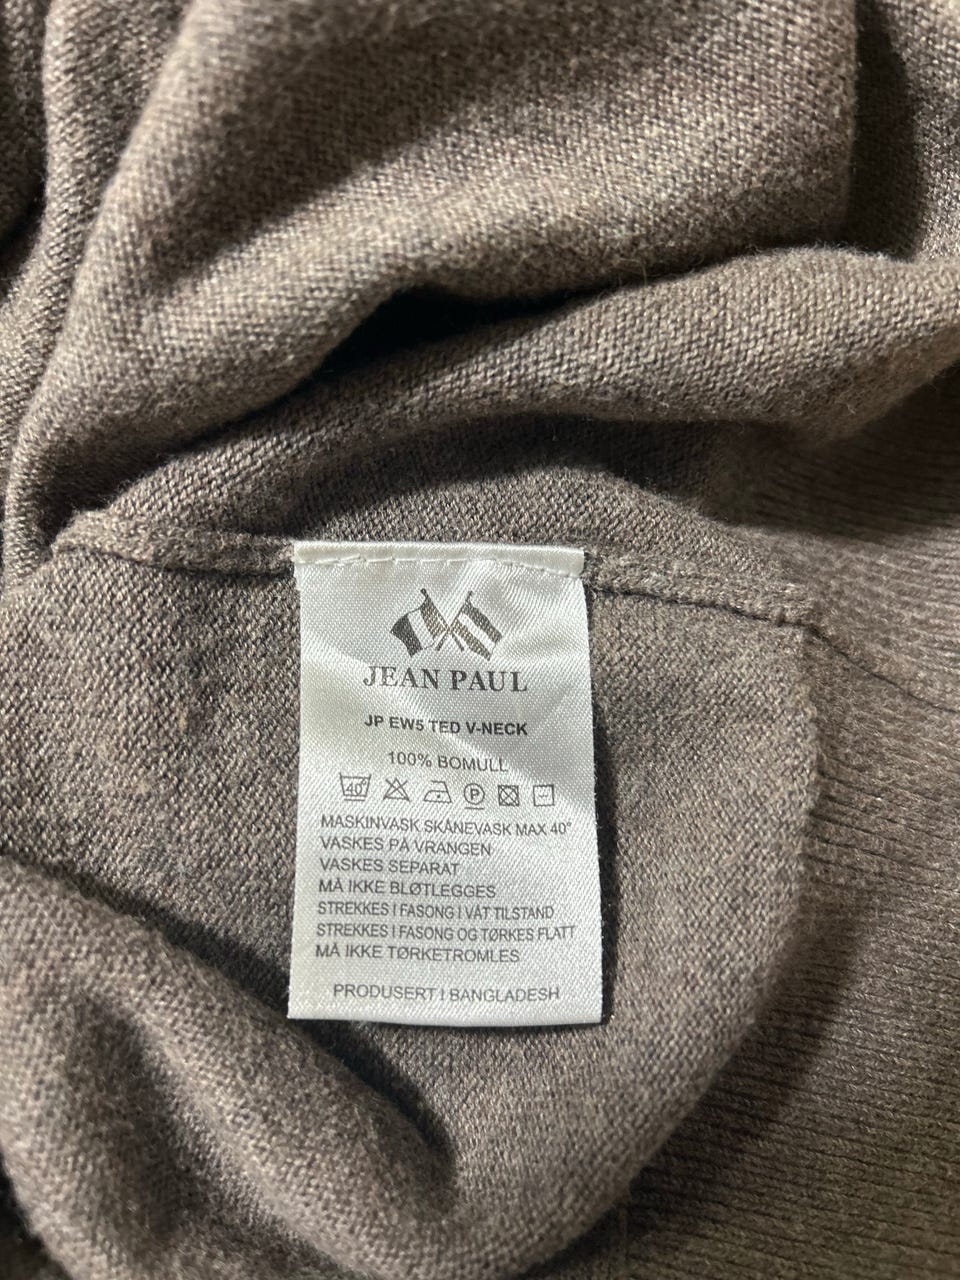 JEAN PAUL
JP EW5 TED V-NECK
100% BOMULL
40° P
MASKINVASK SKÅNEVASK MAX 40°
VASKES PÅ VRANGEN
VASKES SEPARAT
MÅ IKKE BLØTLEGGES
STREKKES I FASONG I VÅT TILSTAND
STREKKES I FASONG OG TØRKES FLATT
MÅ IKKE TØRKETROMLES
PRODUSERT I BANGLADESH